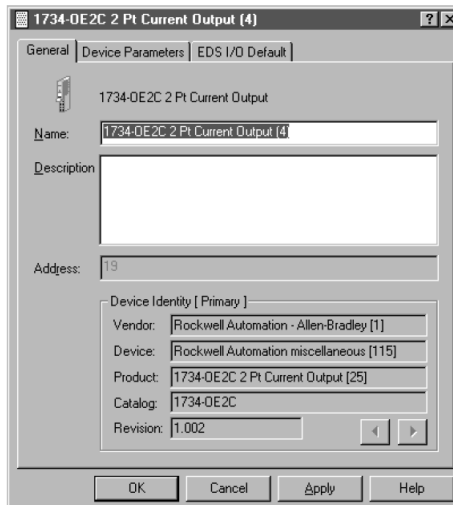 1734-OE2C 2 Pt Current Output (4)
? X
General Device Parameters EDS I/O Default
1734-OE2C 2 Pt Current Output
Name: 1734-OE2C 2 Pt Current Output (4)
Description
Address: 19
Device Identity [ Primary ]
Vendor: Rockwell Automation - Allen-Bradley [1]
Device: Rockwell Automation miscellaneous [115]
Product: 1734-OE2C 2 Pt Current Output [25]
Catalog: 1734-OE2C
Revision: 1.002
OK Cancel Apply Help